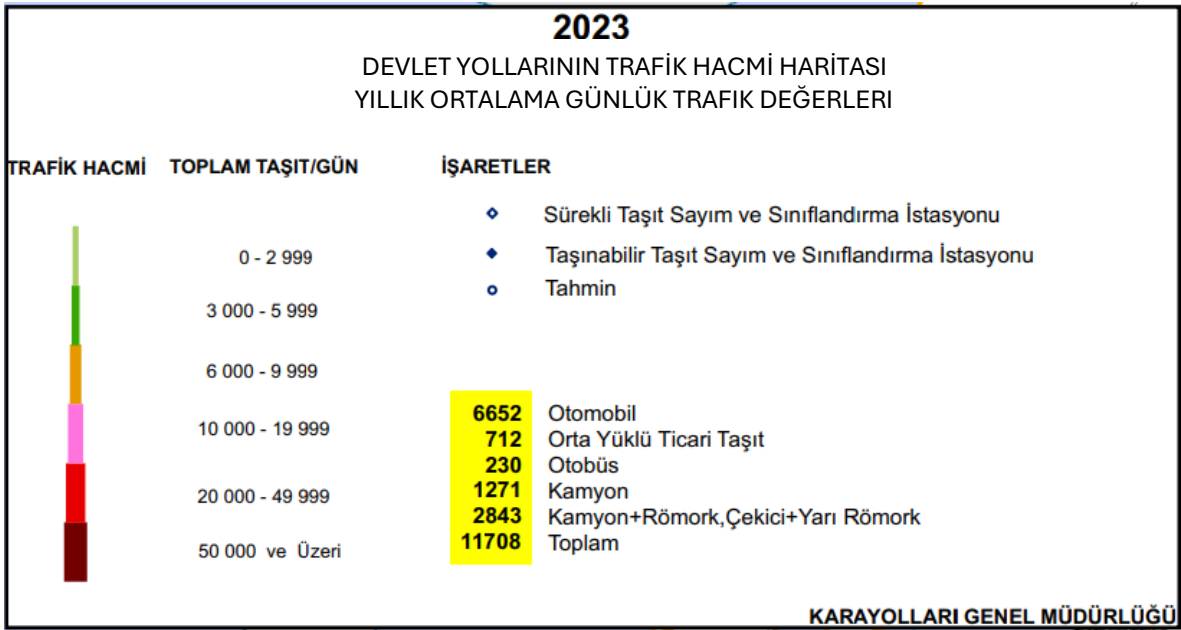 2023
DEVLET YOLLARININ TRAFİK HACMİ HARİTASI
YILLIK ORTALAMA GÜNLÜK TRAFIK DEĞERLERI
TRAFİK HACMİ TOPLAM TAŞIT/GÜN İŞARETLER
Sürekli Taşıt Sayım ve Sınıflandırma İstasyonu
0 - 2 999 Taşınabilir Taşıt Sayım ve Sınıflandırma İstasyonu
Tahmin
3 000 - 5 999
6 000 - 9 999
10 000 - 19 999
20 000 - 49 999
50 000 ve Üzeri
6652 Otomobil
712 Orta Yüklü Ticari Taşıt
230 Otobüs
1271 Kamyon
2843 Kamyon+Römork,Çekici+Yarı Römork
11708 Toplam
KARAYOLLARI GENEL MÜDÜRLÜĞÜ